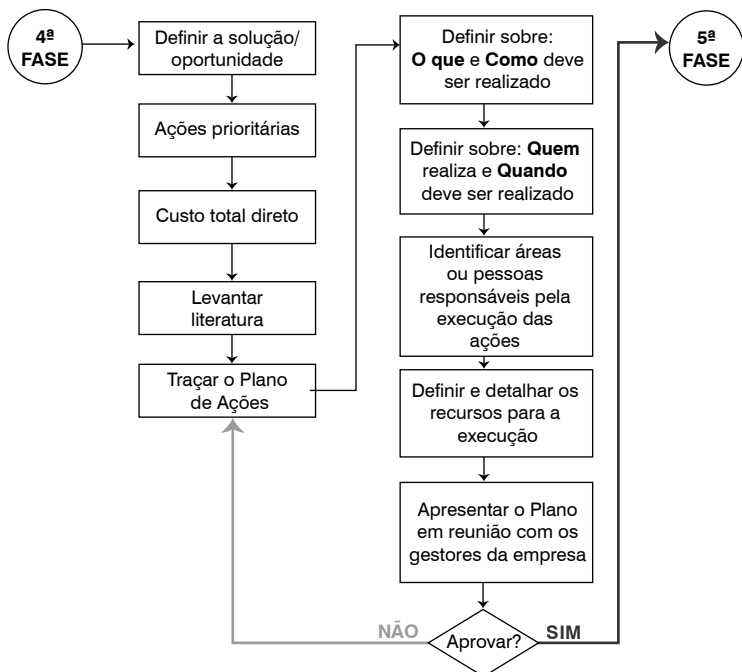 4ª
FASE
Definir a solução/
oportunidade
Ações prioritárias
Custo total direto
Levantar
literatura
Traçar o Plano
de Ações
Definir sobre:
O que e Como deve
ser realizado
Definir sobre: Quem
realiza e Quando
deve ser realizado
Identificar áreas
ou pessoas
responsáveis pela
execução das
ações
Definir e detalhar os
recursos para a
execução
Apresentar o Plano
em reunião com os
gestores da empresa
Aprovar?
NÃO
SIM
5ª
FASE